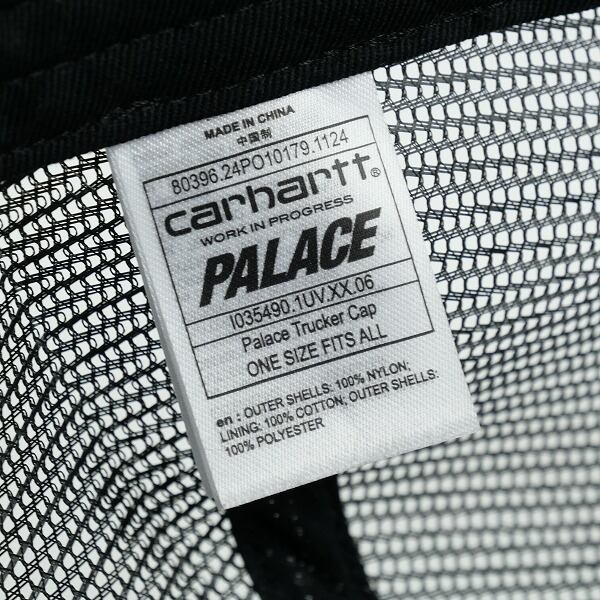 MADE IN CHINA
中国制
80396.24PO10179.1124
carhartt®
WORK IN PROGRESS
PALACE
I035490.1UV.XX.06
Palace Trucker Cap
ONE SIZE FITS ALL
en : OUTER SHELLS: 100% NYLON;
LINING: 100% COTTON; OUTER SHELLS:
100% POLYESTER